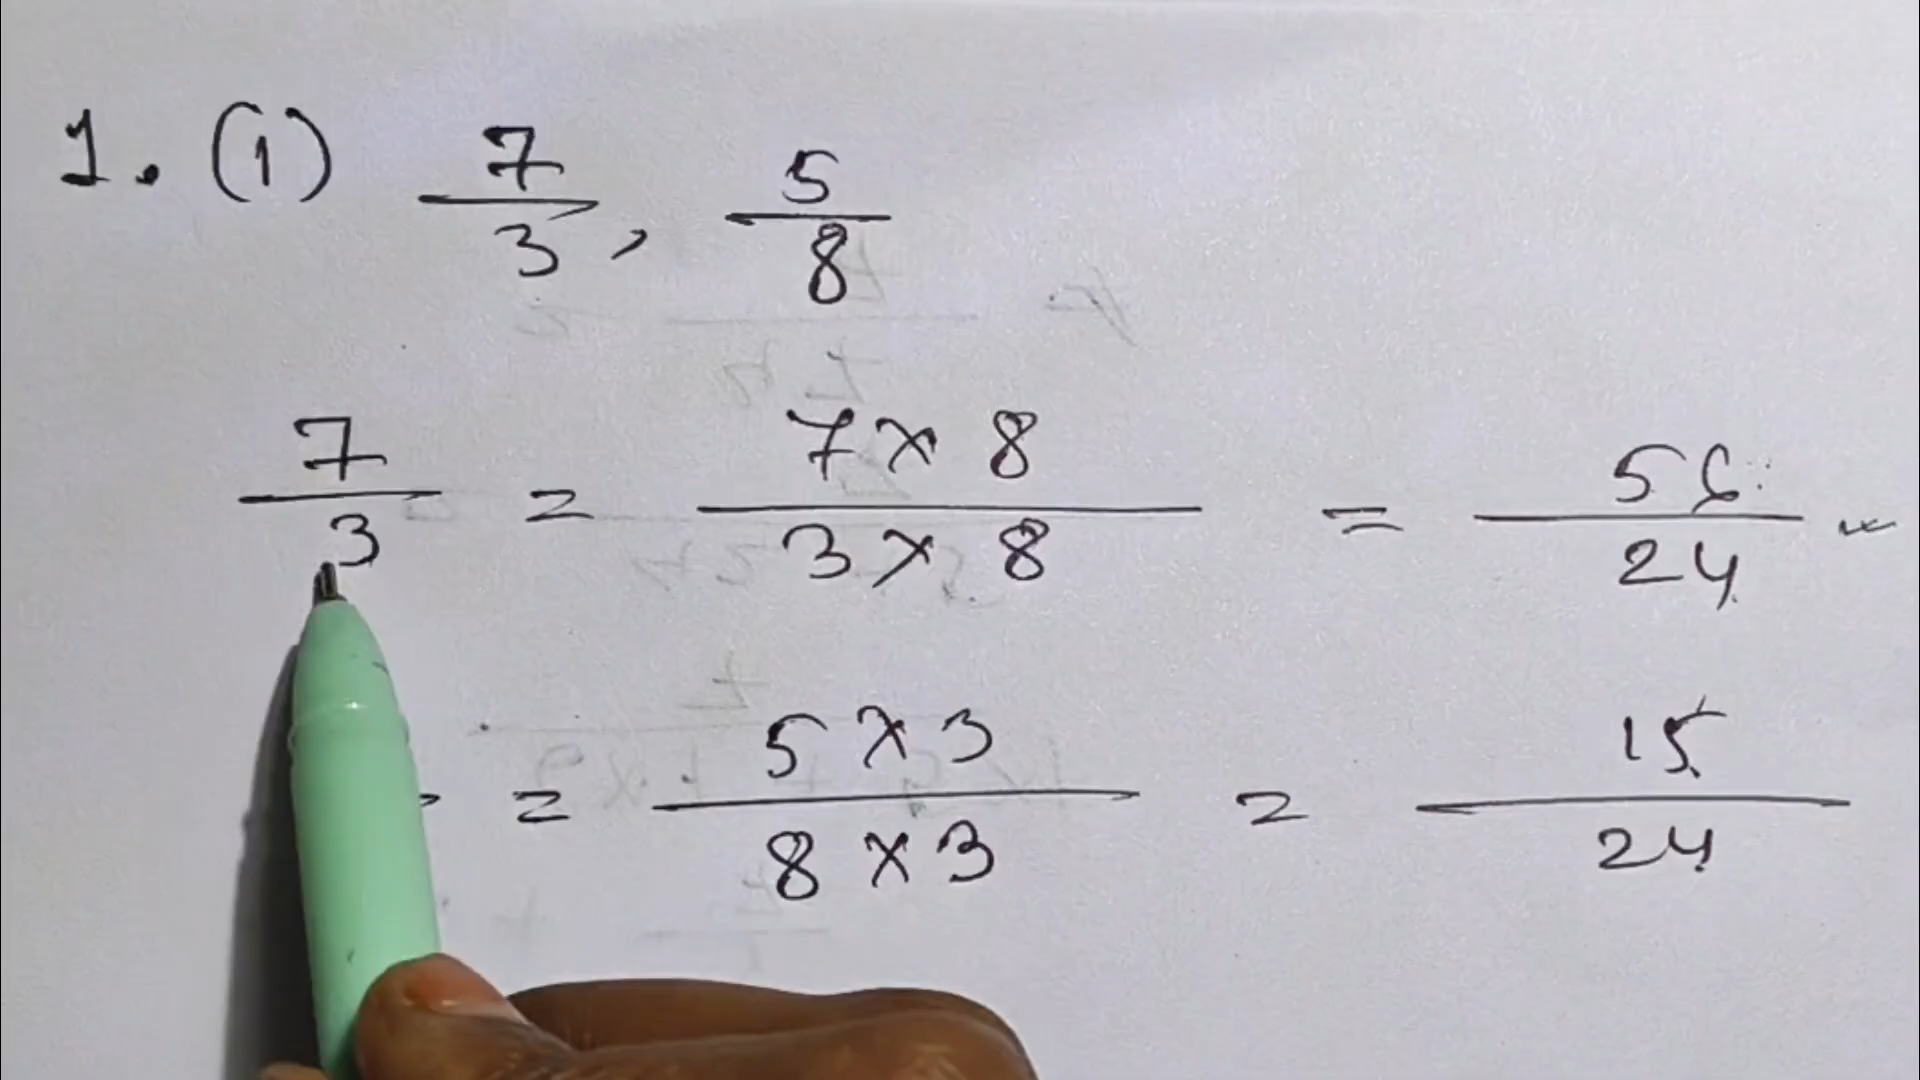 1. (i) 7/3, 5/8
7/3 = 7×8/3×8 = 56/24
= 5×3/8×3 = 15/24